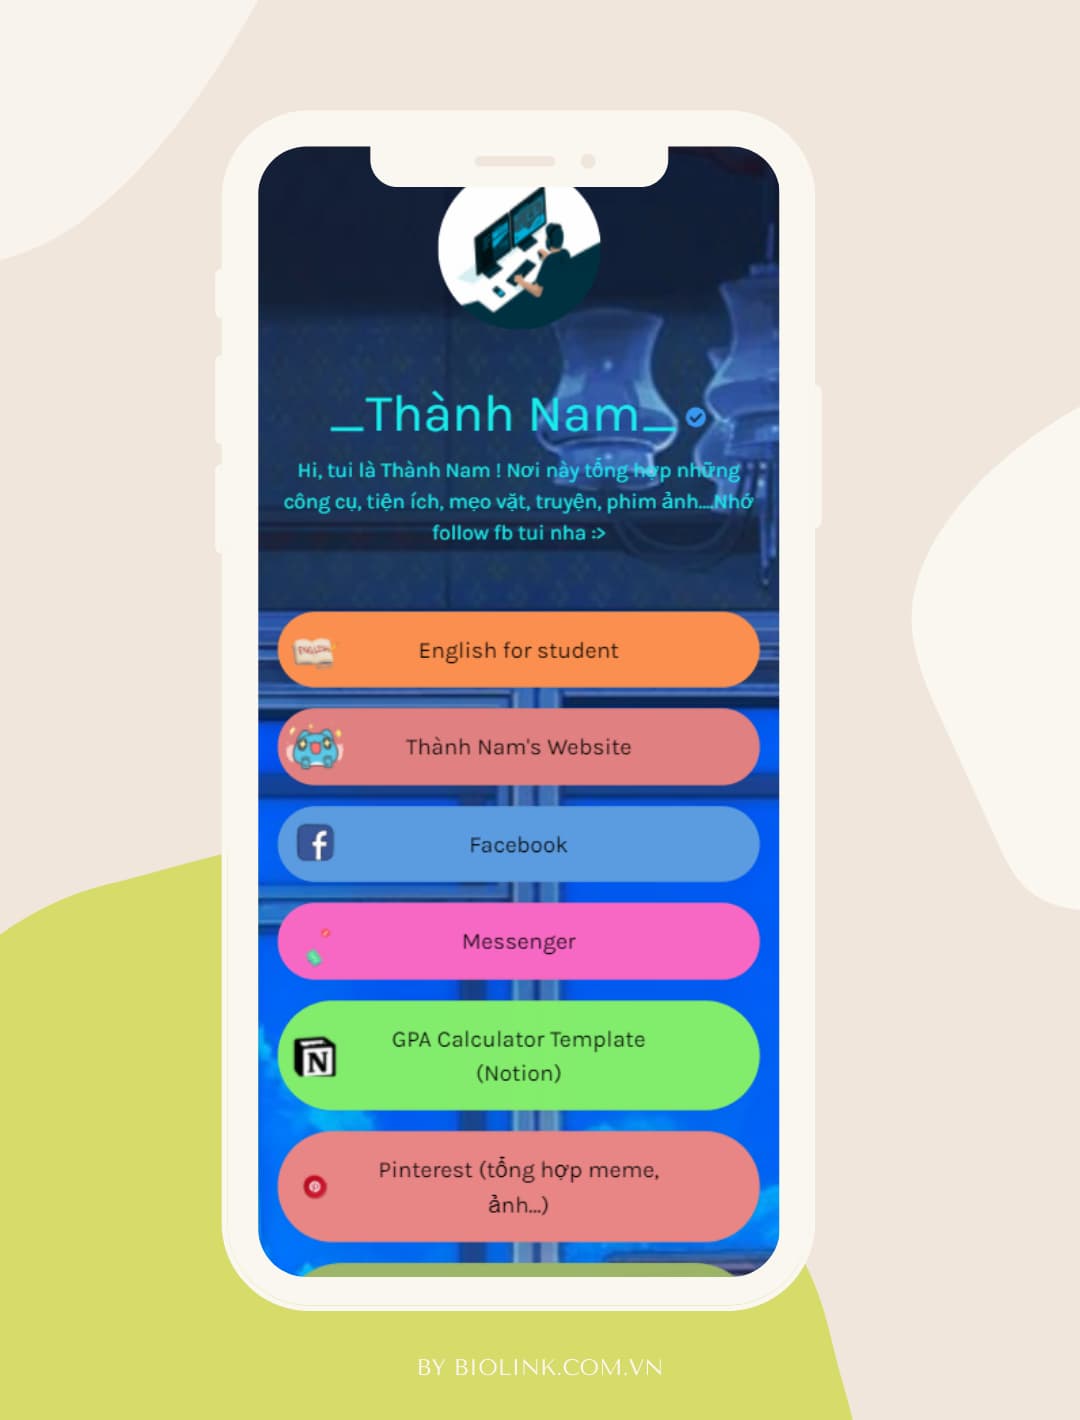 _Thành Nam_
Hi, tui là Thành Nam ! Nơi này tổng hợp những
công cụ, tiện ích, mẹo vặt, truyện, phim ảnh....Nhớ
follow fb tui nha :>
ENGLISH
English for student
Thành Nam's Website
f
Facebook
Messenger
N
GPA Calculator Template
(Notion)
Pinterest (tổng hợp meme,
ảnh...)
BY BIOLINK.COM.VN